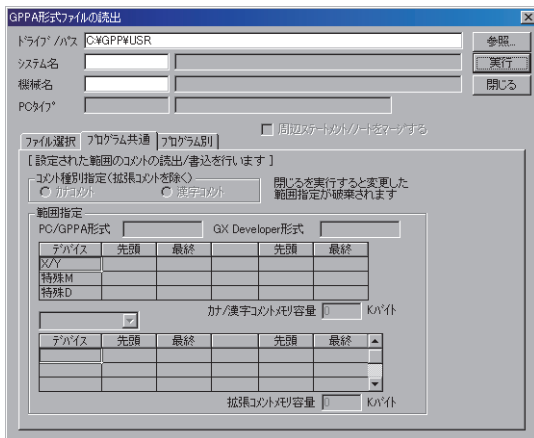 GPPA形式ファイルの読出
ﾄﾞﾗｲﾌﾞ/ﾊﾟｽ C:¥GPP¥USR 参照...
ｼｽﾃﾑ名 実行
機械名 閉じる
PCﾀｲﾌﾟ
周辺ｽﾃｰﾄﾒﾝﾄ/ﾉｰﾄをﾏｰｼﾞする
ﾌｧｲﾙ選択 ﾌﾟﾛｸﾞﾗﾑ共通 ﾌﾟﾛｸﾞﾗﾑ別
[ 設定された範囲のｺﾒﾝﾄの読出/書込を行います ]
ｺﾒﾝﾄ種別指定(拡張ｺﾒﾝﾄを除く)
ｶﾅｺﾒﾝﾄ 漢字ｺﾒﾝﾄ
閉じるを実行すると変更した
範囲指定が破棄されます
範囲指定
PC/GPPA形式 GX Developer形式
ﾃﾞﾊﾞｲｽ 先頭 最終 先頭 最終
X/Y
特殊M
特殊D
ｶﾅ/漢字ｺﾒﾝﾄﾒﾓﾘ容量 0 Kﾊﾞｲﾄ
ﾃﾞﾊﾞｲｽ 先頭 最終 先頭 最終
拡張ｺﾒﾝﾄﾒﾓﾘ容量 0 Kﾊﾞｲﾄ